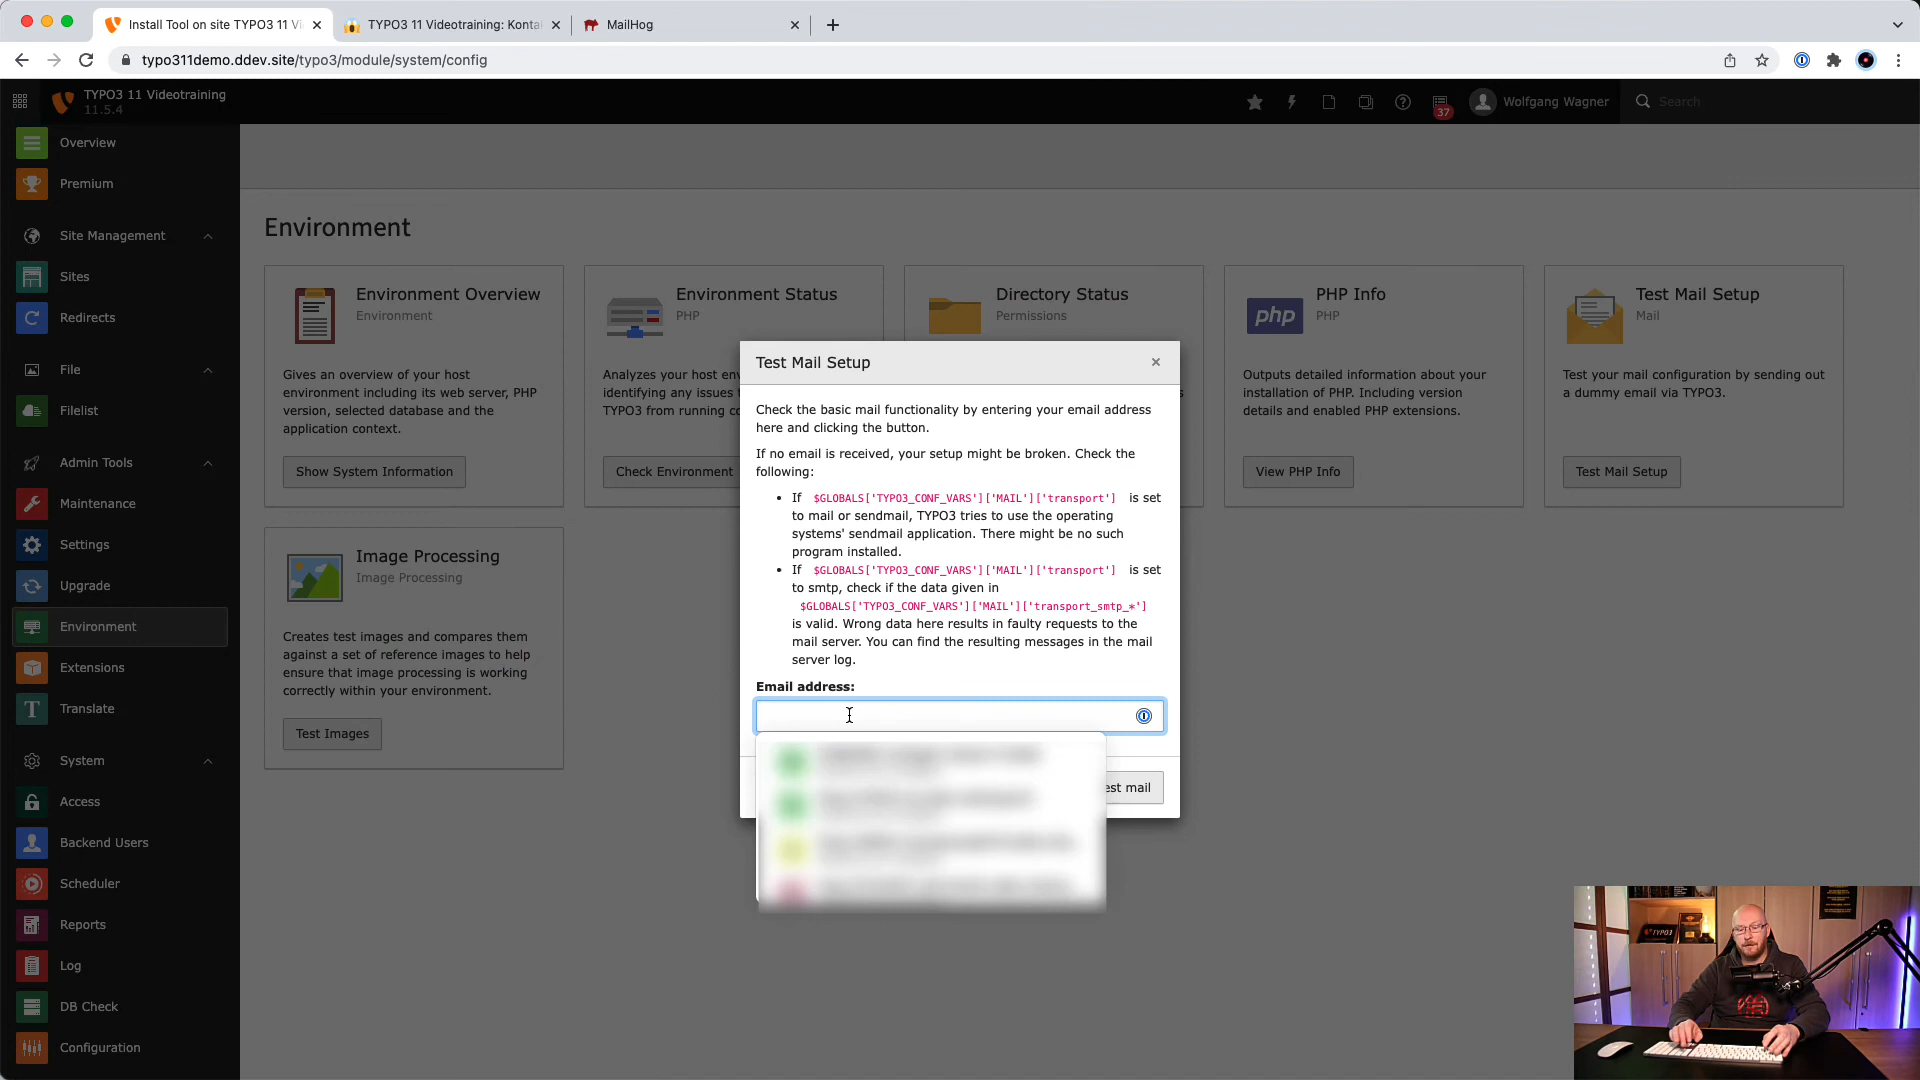 Install Tool on site TYPO3 11 Vi
TYPO3 11 Videotraining: Konta
MailHog
typo311demo.ddev.site/typo3/module/system/config
TYPO3 11 Videotraining
11.5.4
37
Wolfgang Wagner
Search
Overview
Premium
Site Management
Sites
Redirects
File
Filelist
Admin Tools
Maintenance
Settings
Upgrade
Environment
Extensions
Translate
System
Access
Backend Users
Scheduler
Reports
Log
DB Check
Configuration
Environment
Environment Overview
Environment
Gives an overview of your host
environment including its web server, PHP
version, selected database and the
application context.
Show System Information
Environment Status
PHP
Analyzes your host env
identifying any issues
TYPO3 from running co
Check Environment
Directory Status
Permissions
PHP Info
PHP
php
Outputs detailed information about your
installation of PHP. Including version
details and enabled PHP extensions.
View PHP Info
Test Mail Setup
Mail
Test your mail configuration by sending out
a dummy email via TYPO3.
Test Mail Setup
Image Processing
Image Processing
Creates test images and compares them
against a set of reference images to help
ensure that image processing is working
correctly within your environment.
Test Images
Test Mail Setup
Check the basic mail functionality by entering your email address
here and clicking the button.
If no email is received, your setup might be broken. Check the
following:
If $GLOBALS['TYPO3_CONF_VARS']['MAIL']['transport'] is set
to mail or sendmail, TYPO3 tries to use the operating
systems' sendmail application. There might be no such
program installed.
If $GLOBALS['TYPO3_CONF_VARS']['MAIL']['transport'] is set
to smtp, check if the data given in
$GLOBALS['TYPO3_CONF_VARS']['MAIL']['transport_smtp_*']
is valid. Wrong data here results in faulty requests to the
mail server. You can find the resulting messages in the mail
server log.
Email address:
est mail
TYPO3